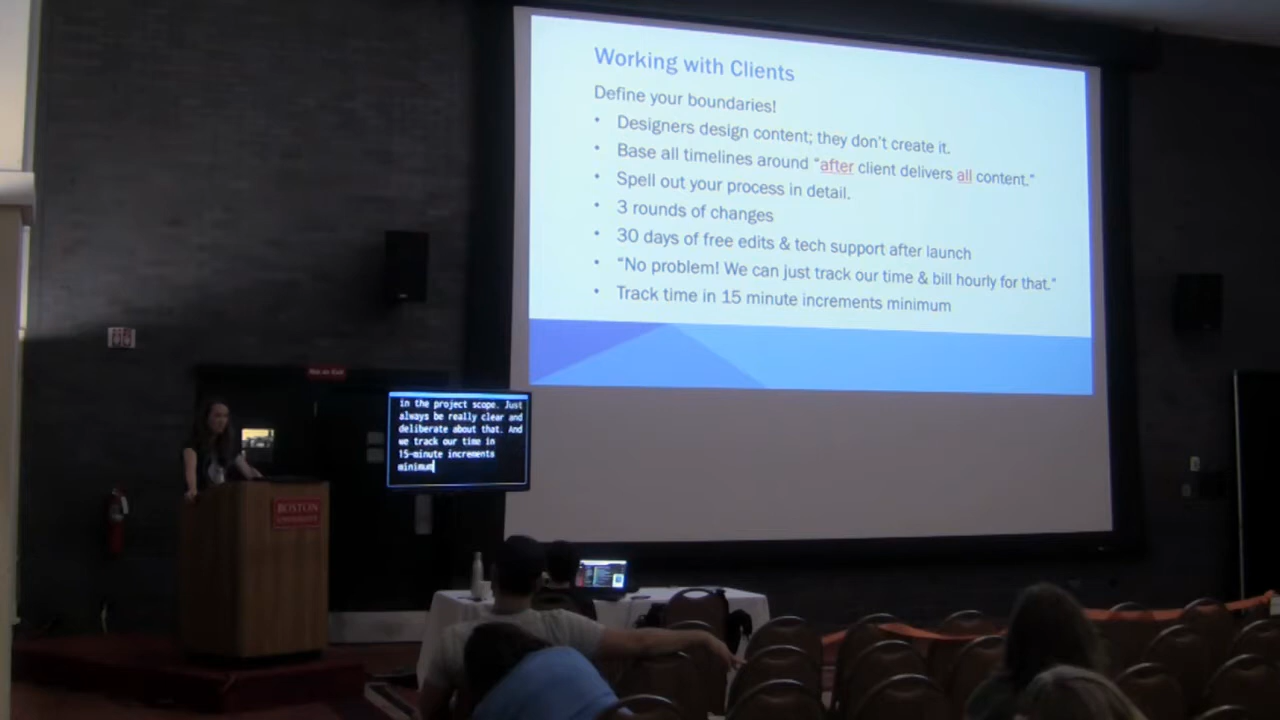 Working with Clients
Define your boundaries!
• Designers design content; they don't create it.
• Base all timelines around "after client delivers all content."
• Spell out your process in detail.
• 3 rounds of changes
• 30 days of free edits & tech support after launch
• "No problem! We can just track our time & bill hourly for that."
• Track time in 15 minute increments minimum
Not an Exit
in the project scope. Just
always be really clear and
deliberate about that. And
we track our time in
15-minute increments
minimum
BOSTON
UNIVERSITY